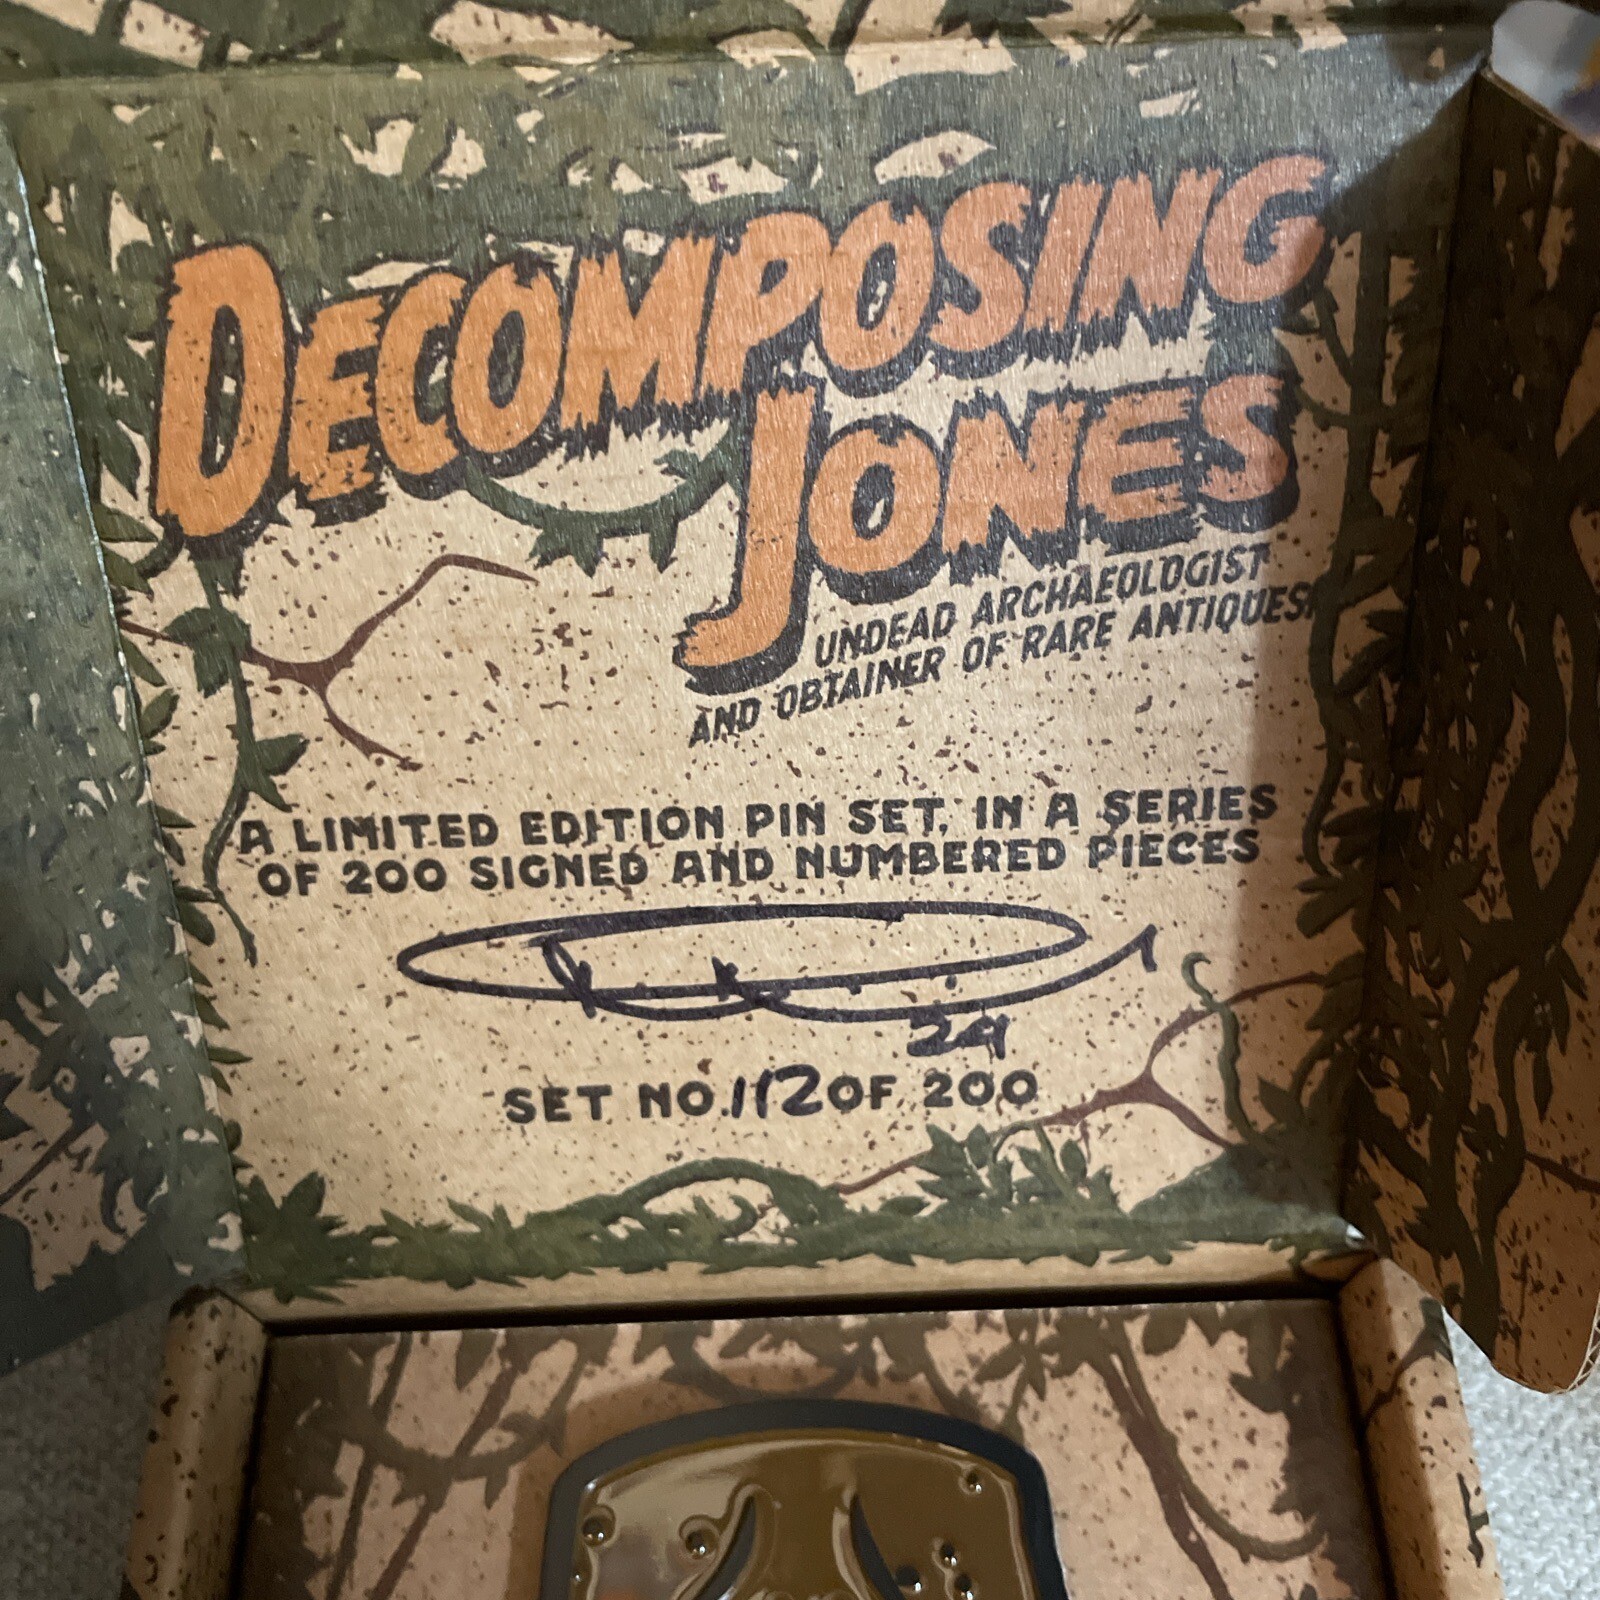 DECOMPOSING
JONES
UNDEAD ARCHAEOLOGIST
AND OBTAINER OF RARE ANTIQUES!
A LIMITED EDITION PIN SET, IN A SERIES
OF 200 SIGNED AND NUMBERED PIECES
24
SET NO. 112 OF 200